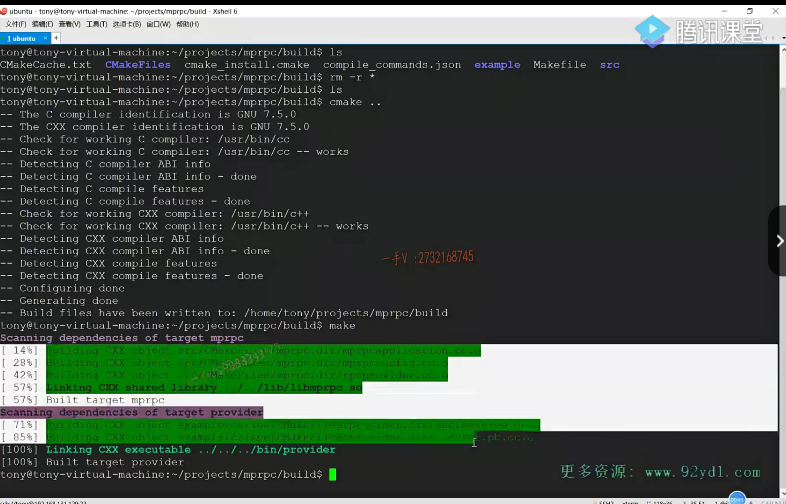 ubuntu - tony@tony-virtual-machine: ~/projects/mprpc/build - Xshell 6
文件(F) 编辑(E) 查看(V) 工具(T) 选项卡(B) 窗口(W) 帮助(H)
腾讯课堂
1 ubuntu
tony@tony-virtual-machine:~/projects/mprpc/build$ ls
CMakeCache.txt CMakeFiles cmake_install.cmake compile_commands.json example Makefile src
tony@tony-virtual-machine:~/projects/mprpc/build$ rm -r *
tony@tony-virtual-machine:~/projects/mprpc/build$ ls
tony@tony-virtual-machine:~/projects/mprpc/build$ cmake ..
-- The C compiler identification is GNU 7.5.0
-- The CXX compiler identification is GNU 7.5.0
-- Check for working C compiler: /usr/bin/cc
-- Check for working C compiler: /usr/bin/cc -- works
-- Detecting C compiler ABI info
-- Detecting C compiler ABI info - done
-- Detecting C compile features
-- Detecting C compile features - done
-- Check for working CXX compiler: /usr/bin/c++
-- Check for working CXX compiler: /usr/bin/c++ -- works
-- Detecting CXX compiler ABI info
-- Detecting CXX compiler ABI info - done
-- Detecting CXX compile features
-- Detecting CXX compile features - done
一手V :2732168745
-- Configuring done
-- Generating done
-- Build files have been written to: /home/tony/projects/mprpc/build
tony@tony-virtual-machine:~/projects/mprpc/build$ make
Scanning dependencies of target mprpc
[ 14%] Building CXX object src/CMakeFiles/mprpc.dir/mprpcapplication.cc.o
[ 28%] Building CXX object src/CMakeFiles/mprpc.dir/mprpcconfig.cc.o
[ 42%] Building CXX object src/CMakeFiles/mprpc.dir/rpcprovider.cc.o
[ 57%] Linking CXX shared library ../../lib/libmprpc.so
[ 57%] Built target mprpc
Scanning dependencies of target provider
[ 71%] Building CXX object
[ 85%] Building CXX object
[100%] Linking CXX executable ../../../bin/provider
[100%] Built target provider
tony@tony-virtual-machine:~/projects/mprpc/build$
更多资源: www.92ydl.com